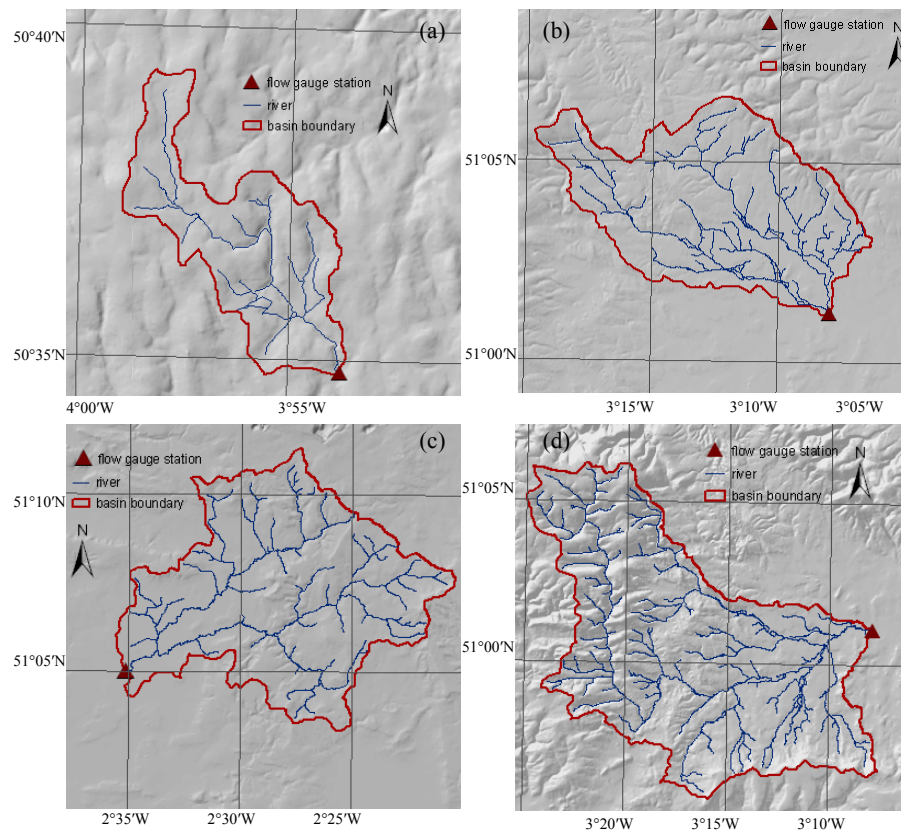 (a)
50°40′N
flow gauge station
river
basin boundary
N
50°35′N
4°00′W
3°55′W
(b)
flow gauge station
river
basin boundary
N
51°05′N
51°00′N
3°15′W
3°10′W
3°05′W
(c)
flow gauge station
river
basin boundary
N
51°10′N
51°05′N
2°35′W
2°30′W
2°25′W
(d)
flow gauge station
river
basin boundary
N
51°05′N
51°00′N
3°20′W
3°15′W
3°10′W